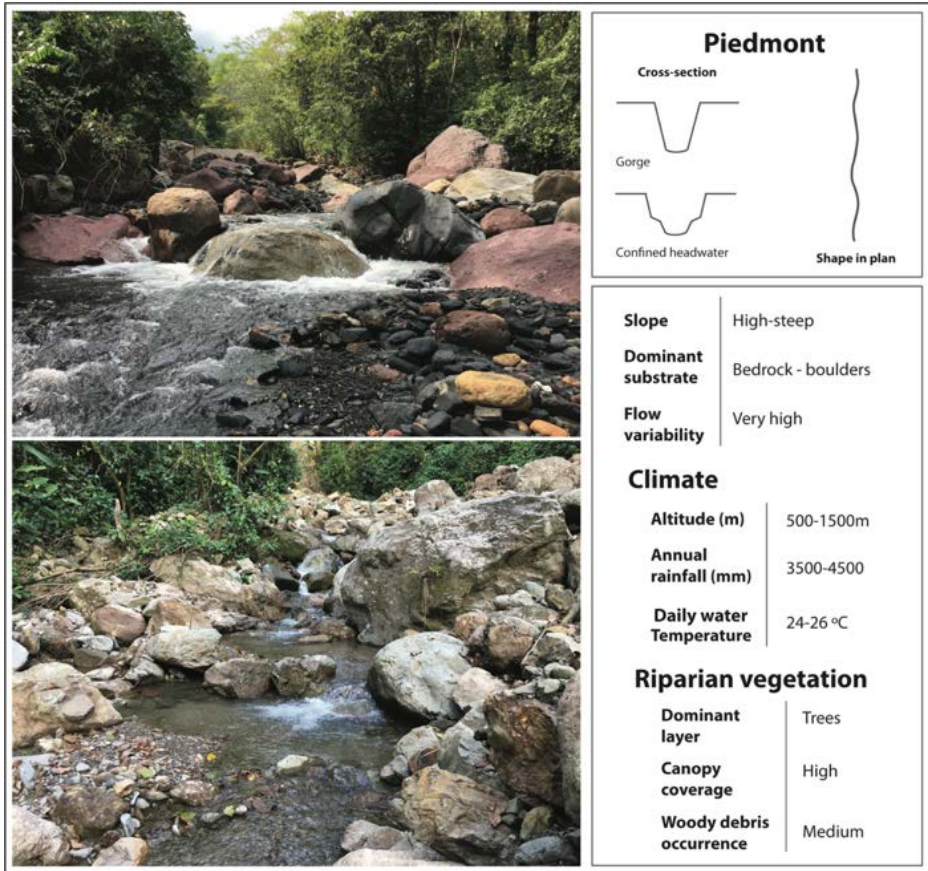 Piedmont
Cross-section
Gorge
Confined headwater
Shape in plan
Slope
High-steep
Dominant
substrate
Bedrock - boulders
Flow
variability
Very high
Climate
Altitude (m)
500-1500m
Annual
rainfall (mm)
3500-4500
Daily water
Temperature
24-26 ºC
Riparian vegetation
Dominant
layer
Trees
Canopy
coverage
High
Woody debris
occurrence
Medium